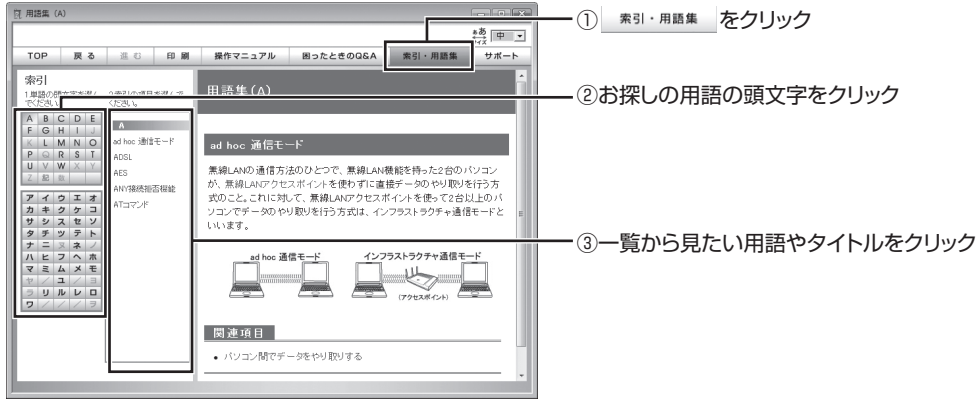 用語集 (A)
① 索引・用語集 をクリック
ああ 中
サイズ
TOP 戻る 進む 印刷 操作マニュアル 困ったときのQ&A 索引・用語集 サポート
索引
1.単語の頭文字を選んでください。
2.索引の項目を選んでください。
用語集(A)
②お探しの用語の頭文字をクリック
A B C D E
F G H I J
K L M N O
P Q R S T
U V W X Y
Z 記 数
ア イ ウ エ オ
カ キ ク ケ コ
サ シ ス セ ソ
タ チ ツ テ ト
ナ ニ ヌ ネ ノ
ハ ヒ フ ヘ ホ
マ ミ ム メ モ
ヤ / ユ / ヨ
ラ リ ル レ ロ
ワ / / / ヲ
A
ad hoc 通信モード
ADSL
AES
ANY接続拒否機能
ATコマンド
③一覧から見たい用語やタイトルをクリック
ad hoc 通信モード
無線LANの通信方法のひとつで、無線LAN機能を持った2台のパソコン
が、無線LANアクセスポイントを使わずに直接データのやり取りを行う方
式のこと。これに対して、無線LANアクセスポイントを使って2台以上のパ
ソコンでデータのやり取りを行う方式は、インフラストラクチャ通信モードと
いいます。
ad hoc 通信モード インフラストラクチャ通信モード
(アクセスポイント)
関連項目
• パソコン間でデータをやり取りする